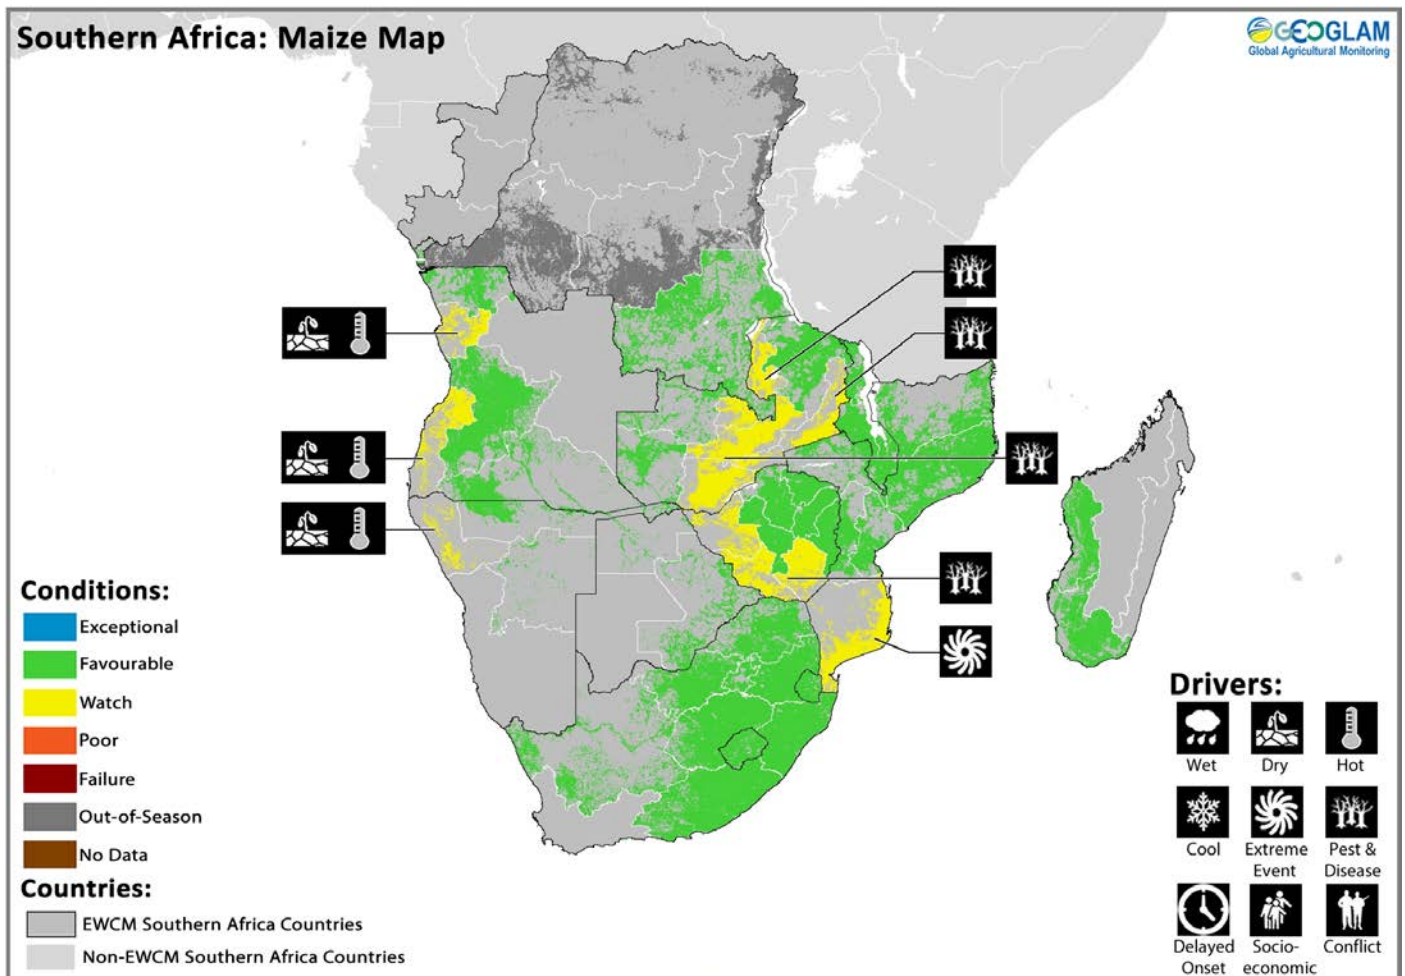 Southern Africa: Maize Map
GEOGLAM
Global Agricultural Monitoring
Conditions:
Exceptional
Favourable
Watch
Poor
Failure
Out-of-Season
No Data
Countries:
EWCM Southern Africa Countries
Non-EWCM Southern Africa Countries
Drivers:
Wet
Dry
Hot
Cool
Extreme
Event
Pest &
Disease
Delayed
Onset
Socio-
economic
Conflict